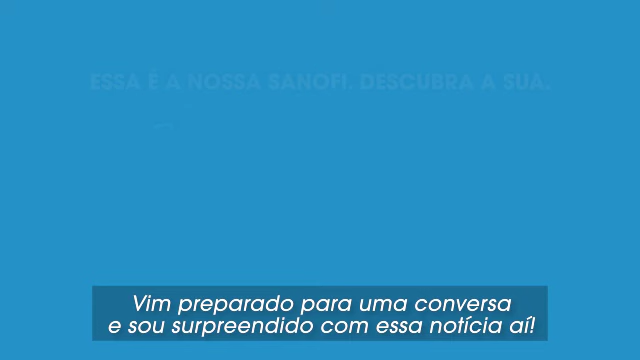 ESSA É A NOSSA SANOFI. DESCUBRA A SUA.
Vim preparado para uma conversa
e sou surpreendido com essa notícia aí!